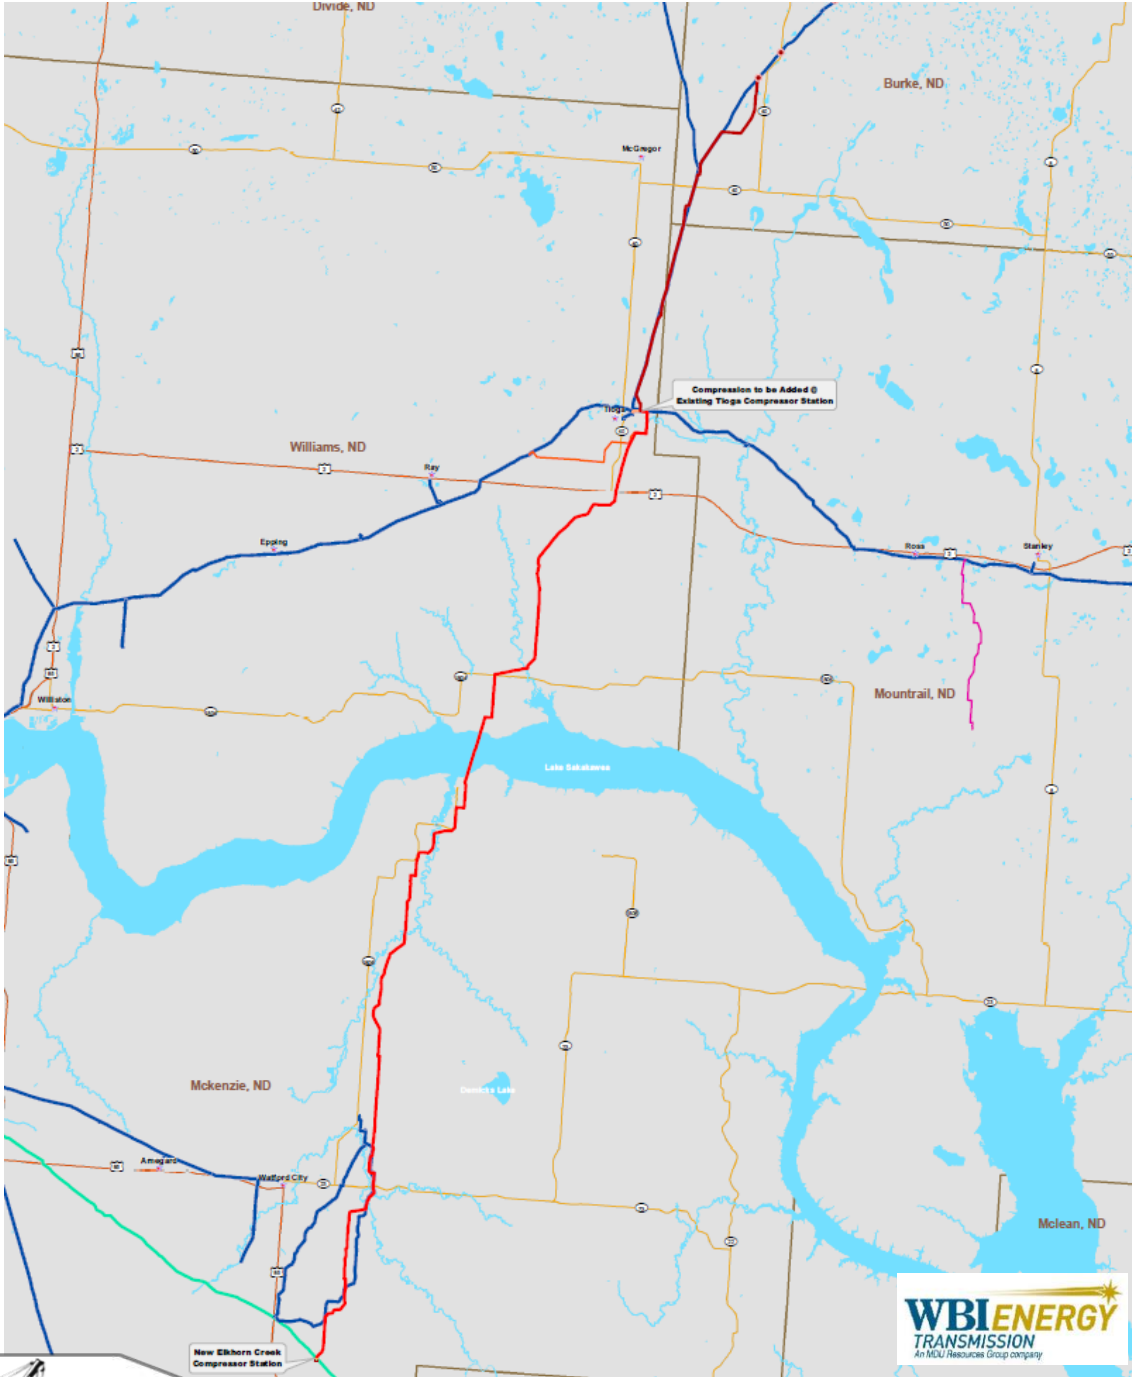 Divide, ND
Burke, ND
McGregor
Compression to be Added @
Existing Tioga Compressor Station
Tioga
Williams, ND
Ray
Epping
Ross
Stanley
Williston
Mountrail, ND
Lake Sakakawea
Mckenzie, ND
Arnegard
Watford City
Mclean, ND
New Elkhorn Creek
Compressor Station
WBI ENERGY
TRANSMISSION
An MDU Resources Group company